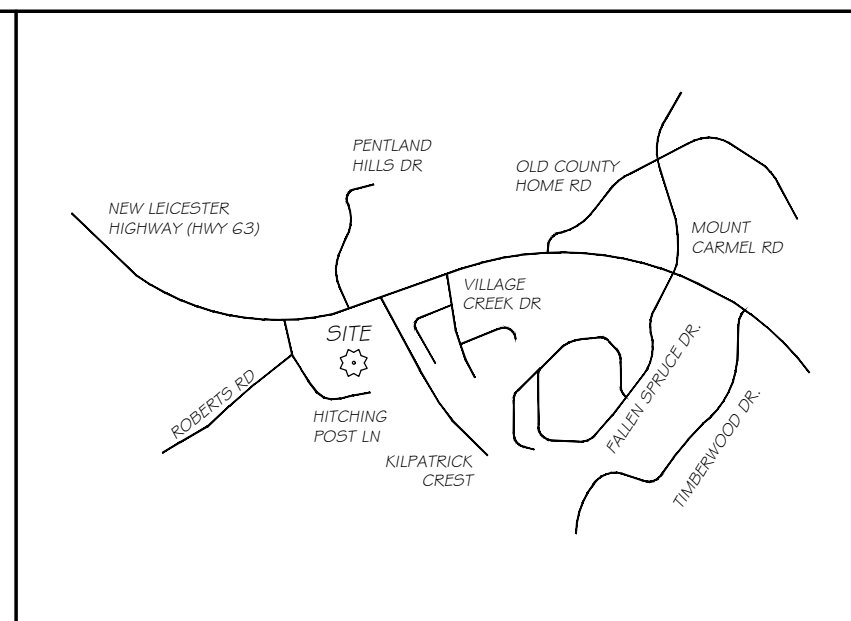 PENTLAND
HILLS DR
OLD COUNTY
HOME RD
NEW LEICESTER
HIGHWAY (HWY 63)
MOUNT
CARMEL RD
VILLAGE
CREEK DR
SITE
ROBERTS RD
HITCHING
POST LN
KILPATRICK
CREST
FALLEN SPRUCE DR.
TIMBERWOOD DR.